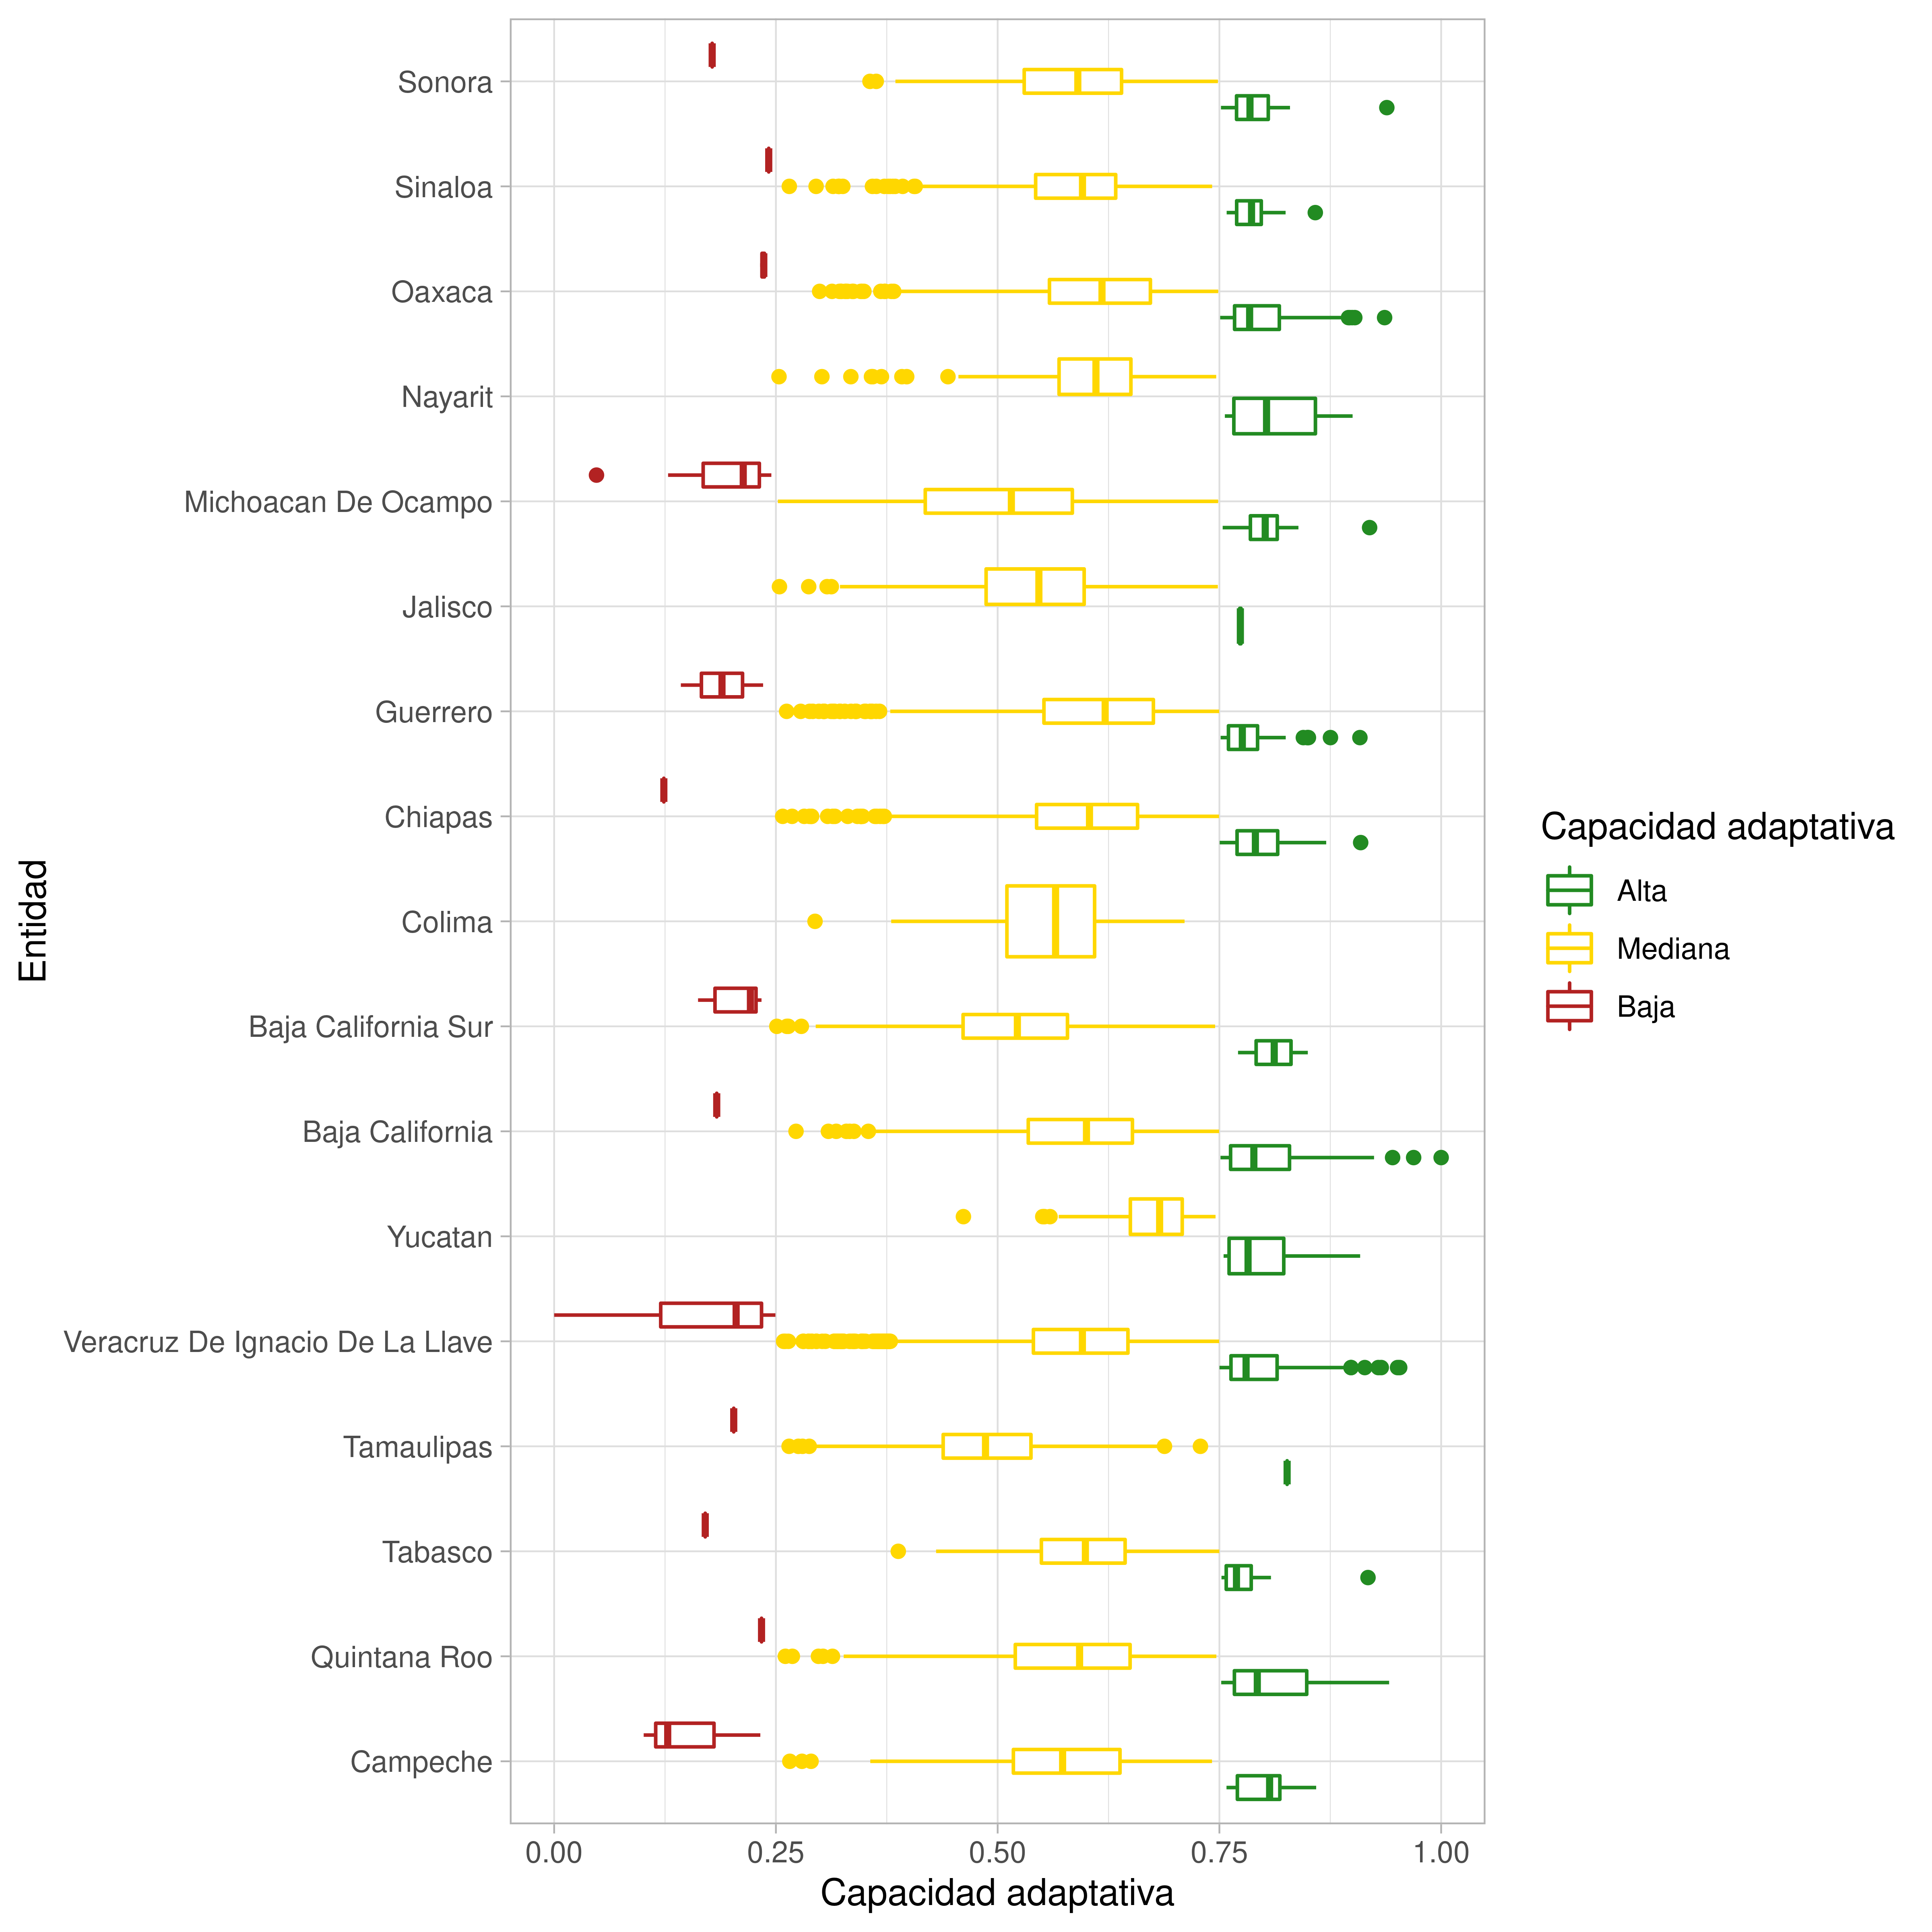 Sonora
Sinaloa
Oaxaca
Nayarit
Michoacan De Ocampo
Jalisco
Guerrero
Chiapas
Colima
Baja California Sur
Baja California
Yucatan
Veracruz De Ignacio De La Llave
Tamaulipas
Tabasco
Quintana Roo
Campeche
Entidad
0.00 0.25 0.50 0.75 1.00
Capacidad adaptativa
Capacidad adaptativa
Alta
Mediana
Baja